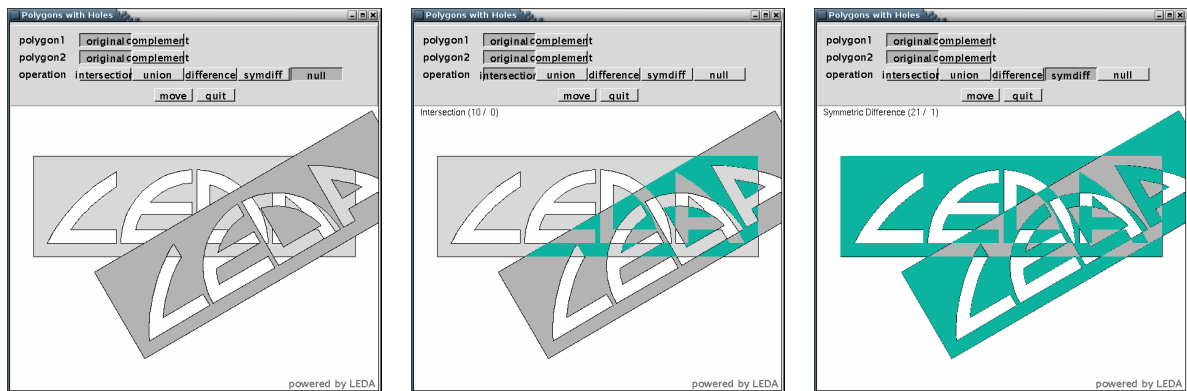 Polygons with Holes
polygon1 original complement
polygon2 original complement
operation intersection union difference symdiff null
move quit
LEDA
LEDA
powered by LEDA
Polygons with Holes
polygon1 original complement
polygon2 original complement
operation intersection union difference symdiff null
move quit
Intersection (10 / 0)
LEDA
LEDA
powered by LEDA
Polygons with Holes
polygon1 original complement
polygon2 original complement
operation intersection union difference symdiff null
move quit
Symmetric Difference (21 / 1)
LEDA
LEDA
powered by LEDA